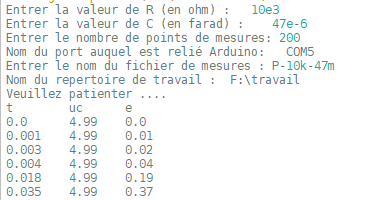 Entrer la valeur de R (en ohm) : 10e3
Entrer la valeur de C (en farad) : 47e-6
Entrez le nombre de points de mesures: 200
Nom du port auquel est relié Arduino: COM5
Entrer le nom du fichier de mesures : P-10k-47m
Nom du repertoire de travail : F:\travail
Veuillez patienter ....
t uc e
0.0 4.99 0.0
0.001 4.99 0.01
0.003 4.99 0.02
0.004 4.99 0.04
0.018 4.99 0.19
0.035 4.99 0.37